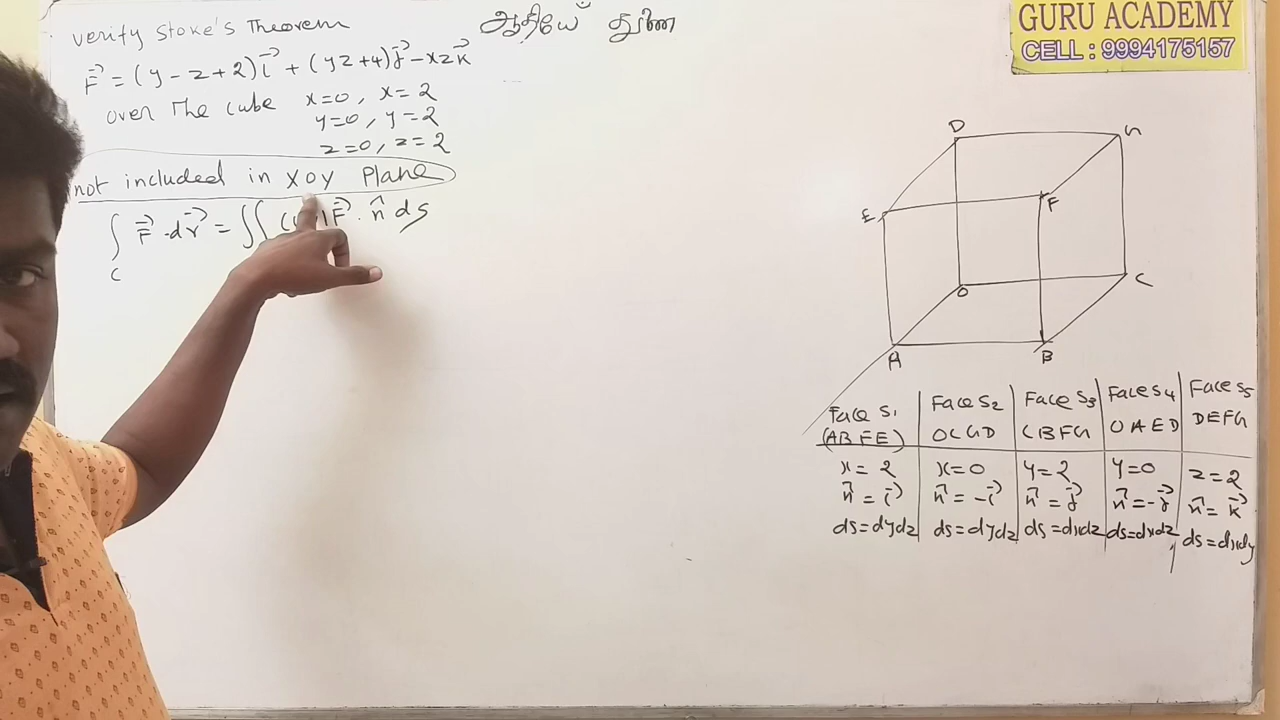 verify Stoke's Theorem
ஆதியே துணை
F⃗ = (y - z + 2) i⃗ + (yz + 4) j⃗ - xz k⃗
over The cube x=0, x=2
y=0, y=2
z=0, z=2
not included in XOY Plane
∫ F⃗ . dr⃗ = ∫∫ F⃗ . n̂ ds
C
GURU ACADEMY
CELL : 9994175157
D G
E F
O C
A B
Face S₁ Face S₂ Face S₃ Face S₄ Face S₅
(ABFE) OCGD CBFG OAED DEFG
x = 2 x = 0 y = 2 y = 0 z = 2
n⃗ = i⃗ n⃗ = -i⃗ n⃗ = j⃗ n⃗ = -j⃗ n⃗ = k⃗
ds = dydz ds = dydz ds = dxdz ds = dxdz ds = dxdy